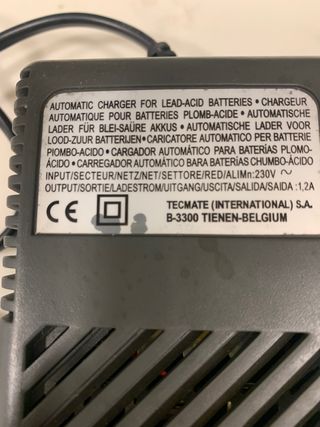 AUTOMATIC CHARGER FOR LEAD-ACID BATTERIES • CHARGEUR
AUTOMATIQUE POUR BATTERIES PLOMB-ACIDE • AUTOMATISCHE
LADER FÜR BLEI-SAÜRE AKKUS • AUTOMATISCHE LADER VOOR
LOOD-ZUUR BATTERIJEN • CARICATORE AUTOMATICO PER BATTERIE
PIOMBO-ACIDO • CARGADOR AUTOMÁTICO PARA BATERÍAS PLOMO-
ÁCIDO • CARREGADOR AUTOMÁTICO BARA BATERÍAS CHUMBO-ÁCIDO
INPUT/SECTEUR/NETZ/NET/SETTORE/RED/ALIMn:230V ~
OUTPUT/SORTIE/LADESTROM/UITGANG/USCITA/SALIDA/SAIDA :1,2A
CE
TECMATE (INTERNATIONAL) S.A.
B-3300 TIENEN-BELGIUM